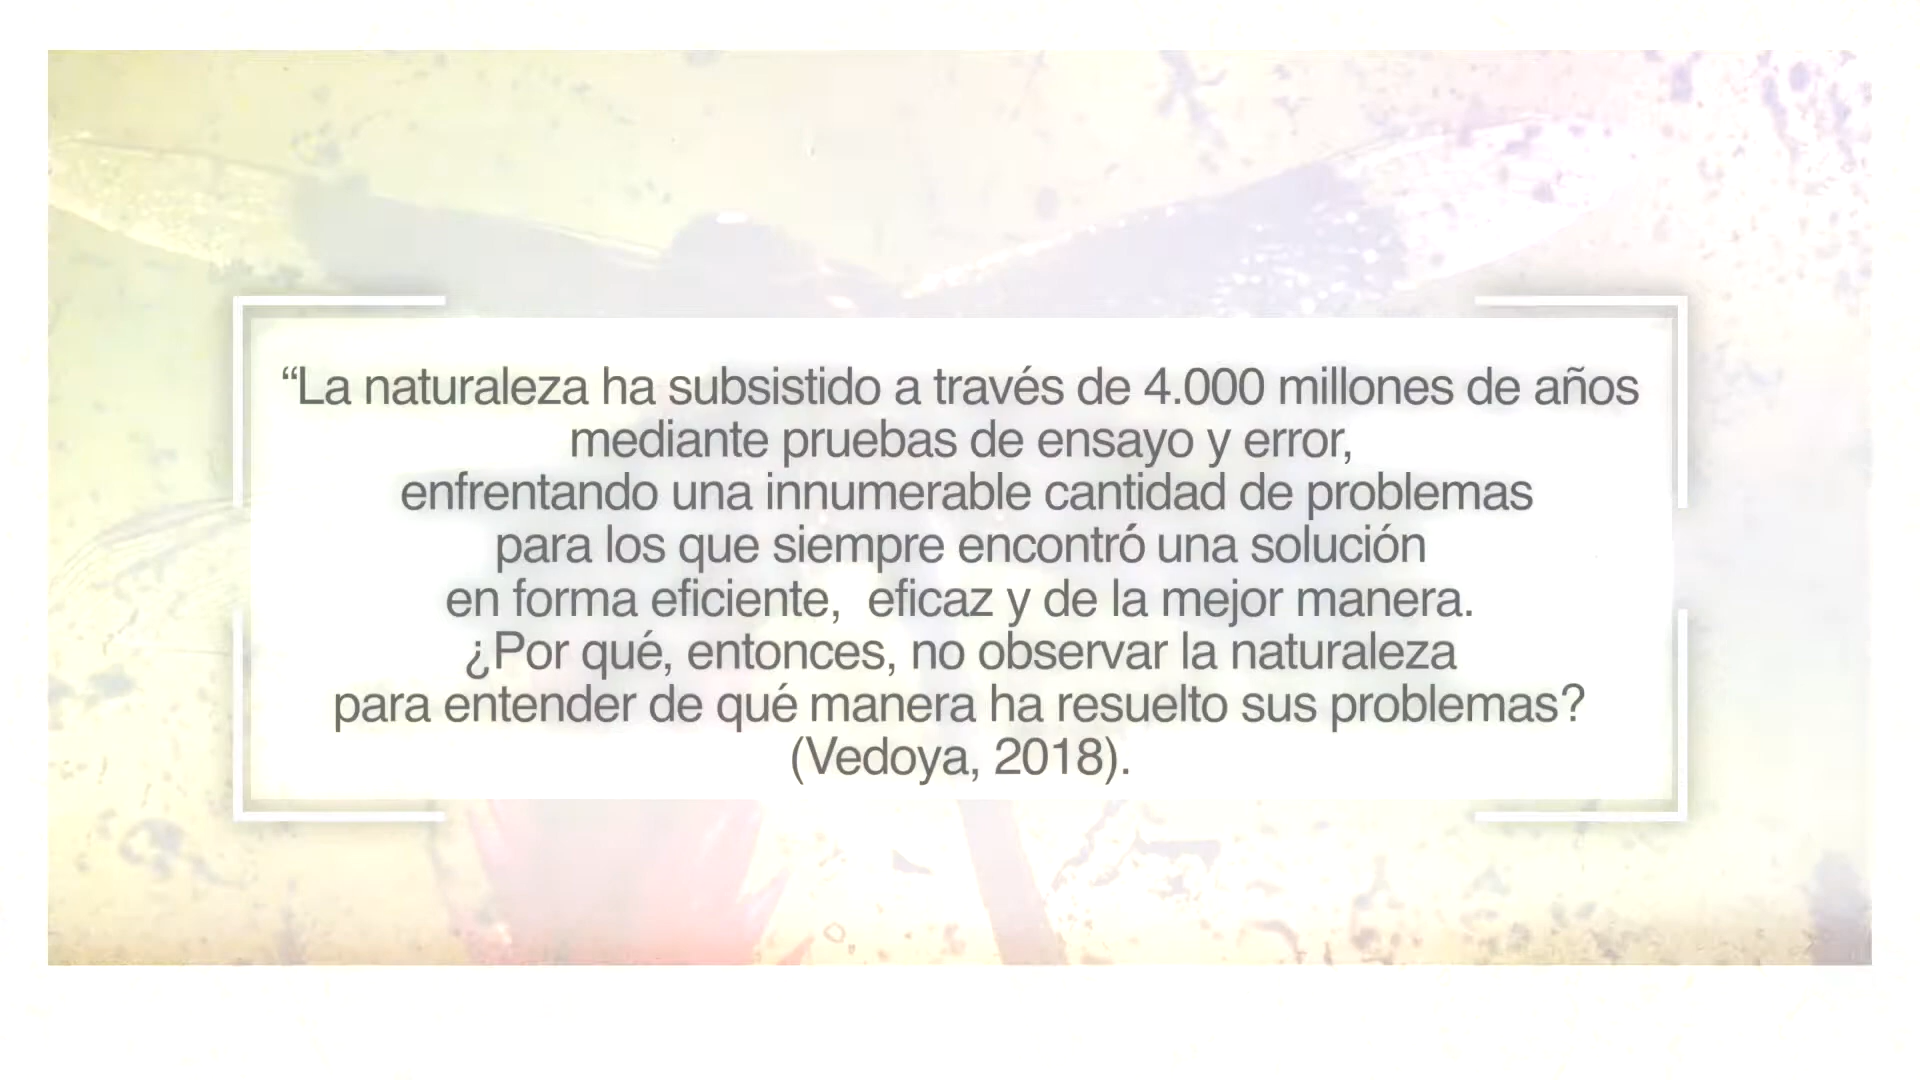 “La naturaleza ha subsistido a través de 4.000 millones de años
mediante pruebas de ensayo y error,
enfrentando una innumerable cantidad de problemas
para los que siempre encontró una solución
en forma eficiente,  eficaz y de la mejor manera.
¿Por qué, entonces, no observar la naturaleza
para entender de qué manera ha resuelto sus problemas?
(Vedoya, 2018).